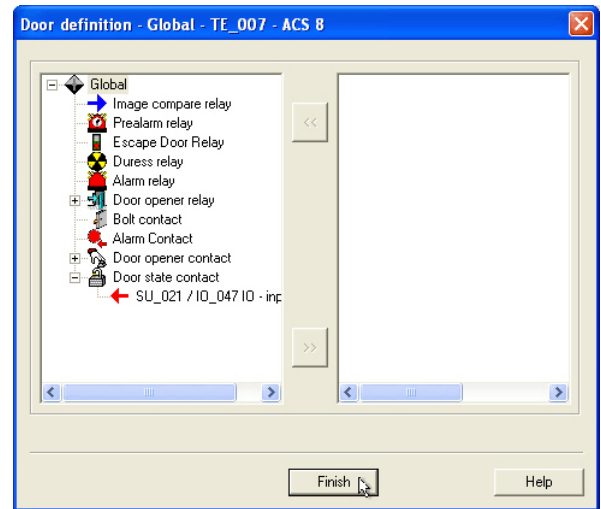 Door definition - Global - TE_007 - ACS 8
Global
Image compare relay
Prealarm relay
Escape Door Relay
Duress relay
Alarm relay
Door opener relay
Bolt contact
Alarm Contact
Door opener contact
Door state contact
SU_021 / IO_047 IO - inp
<<
>>
Finish
Help